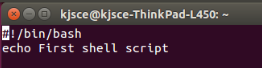 kjsce@kjsce-ThinkPad-L450: ~
#!/bin/bash
echo First shell script